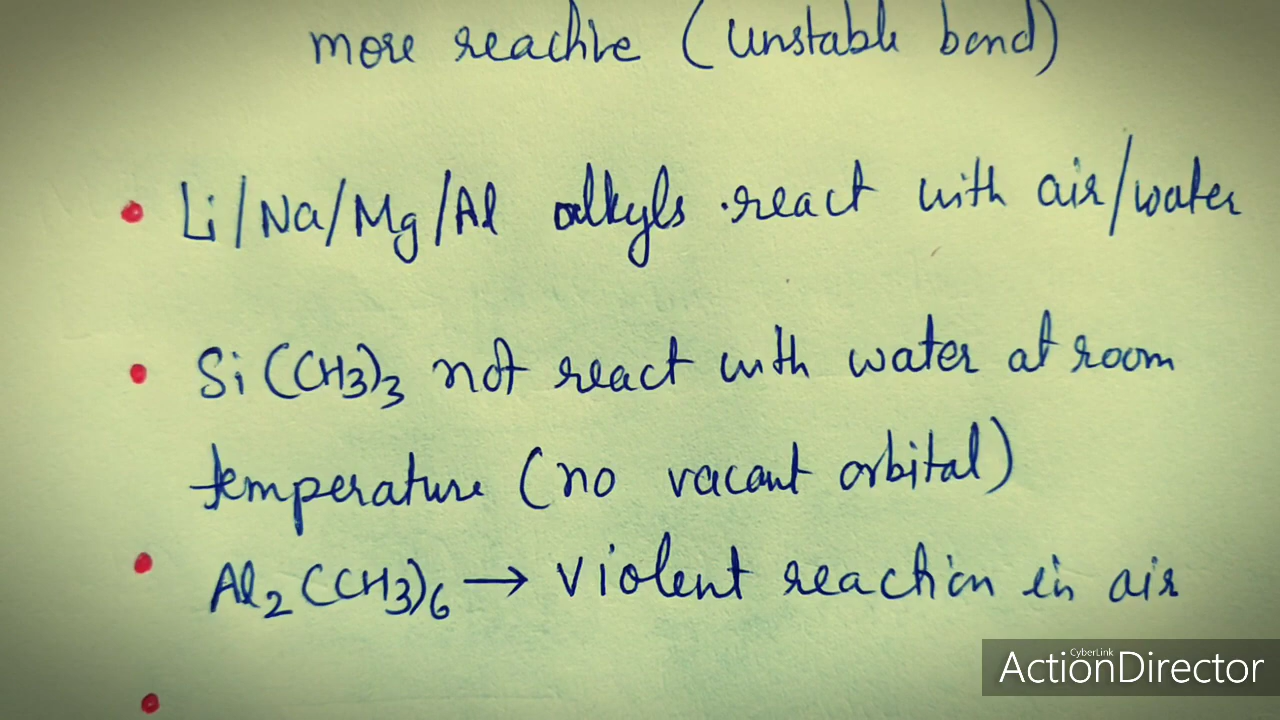 more reactive (unstable bond)
• Li/Na/Mg/Al alkyls react with air/water
• Si(CH3)3 not react with water at room
temperature (no vacant orbital)
• Al2(CH3)6 → violent reaction in air
•
CyberLink
ActionDirector